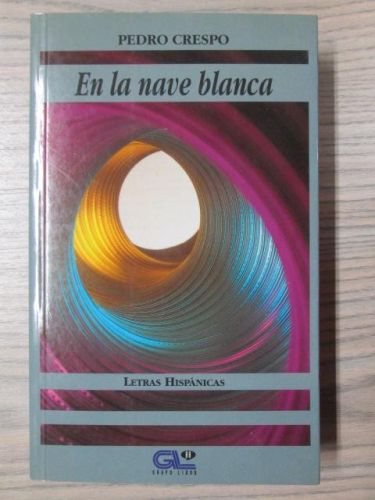 PEDRO CRESPO
En la nave blanca
LETRAS HISPÁNICAS
GL
GRUPO LIBRO